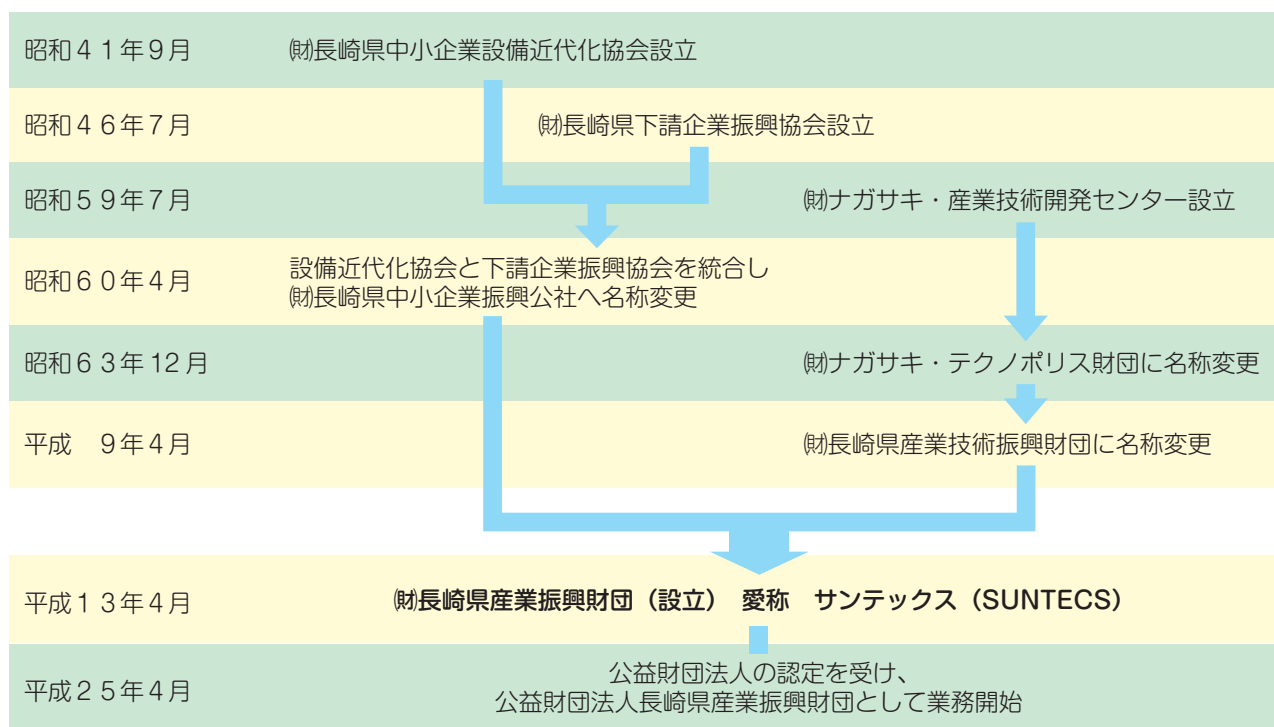 昭和４１年９月 ㈶長崎県中小企業設備近代化協会設立
昭和４６年７月 ㈶長崎県下請企業振興協会設立
昭和５９年７月 ㈶ナガサキ・産業技術開発センター設立
昭和６０年４月 設備近代化協会と下請企業振興協会を統合し
㈶長崎県中小企業振興公社へ名称変更
昭和６３年12月 ㈶ナガサキ・テクノポリス財団に名称変更
平成　９年４月 ㈶長崎県産業技術振興財団に名称変更
平成１３年４月 ㈶長崎県産業振興財団（設立）　愛称　サンテックス（SUNTECS）
平成２５年４月 公益財団法人の認定を受け、
公益財団法人長崎県産業振興財団として業務開始